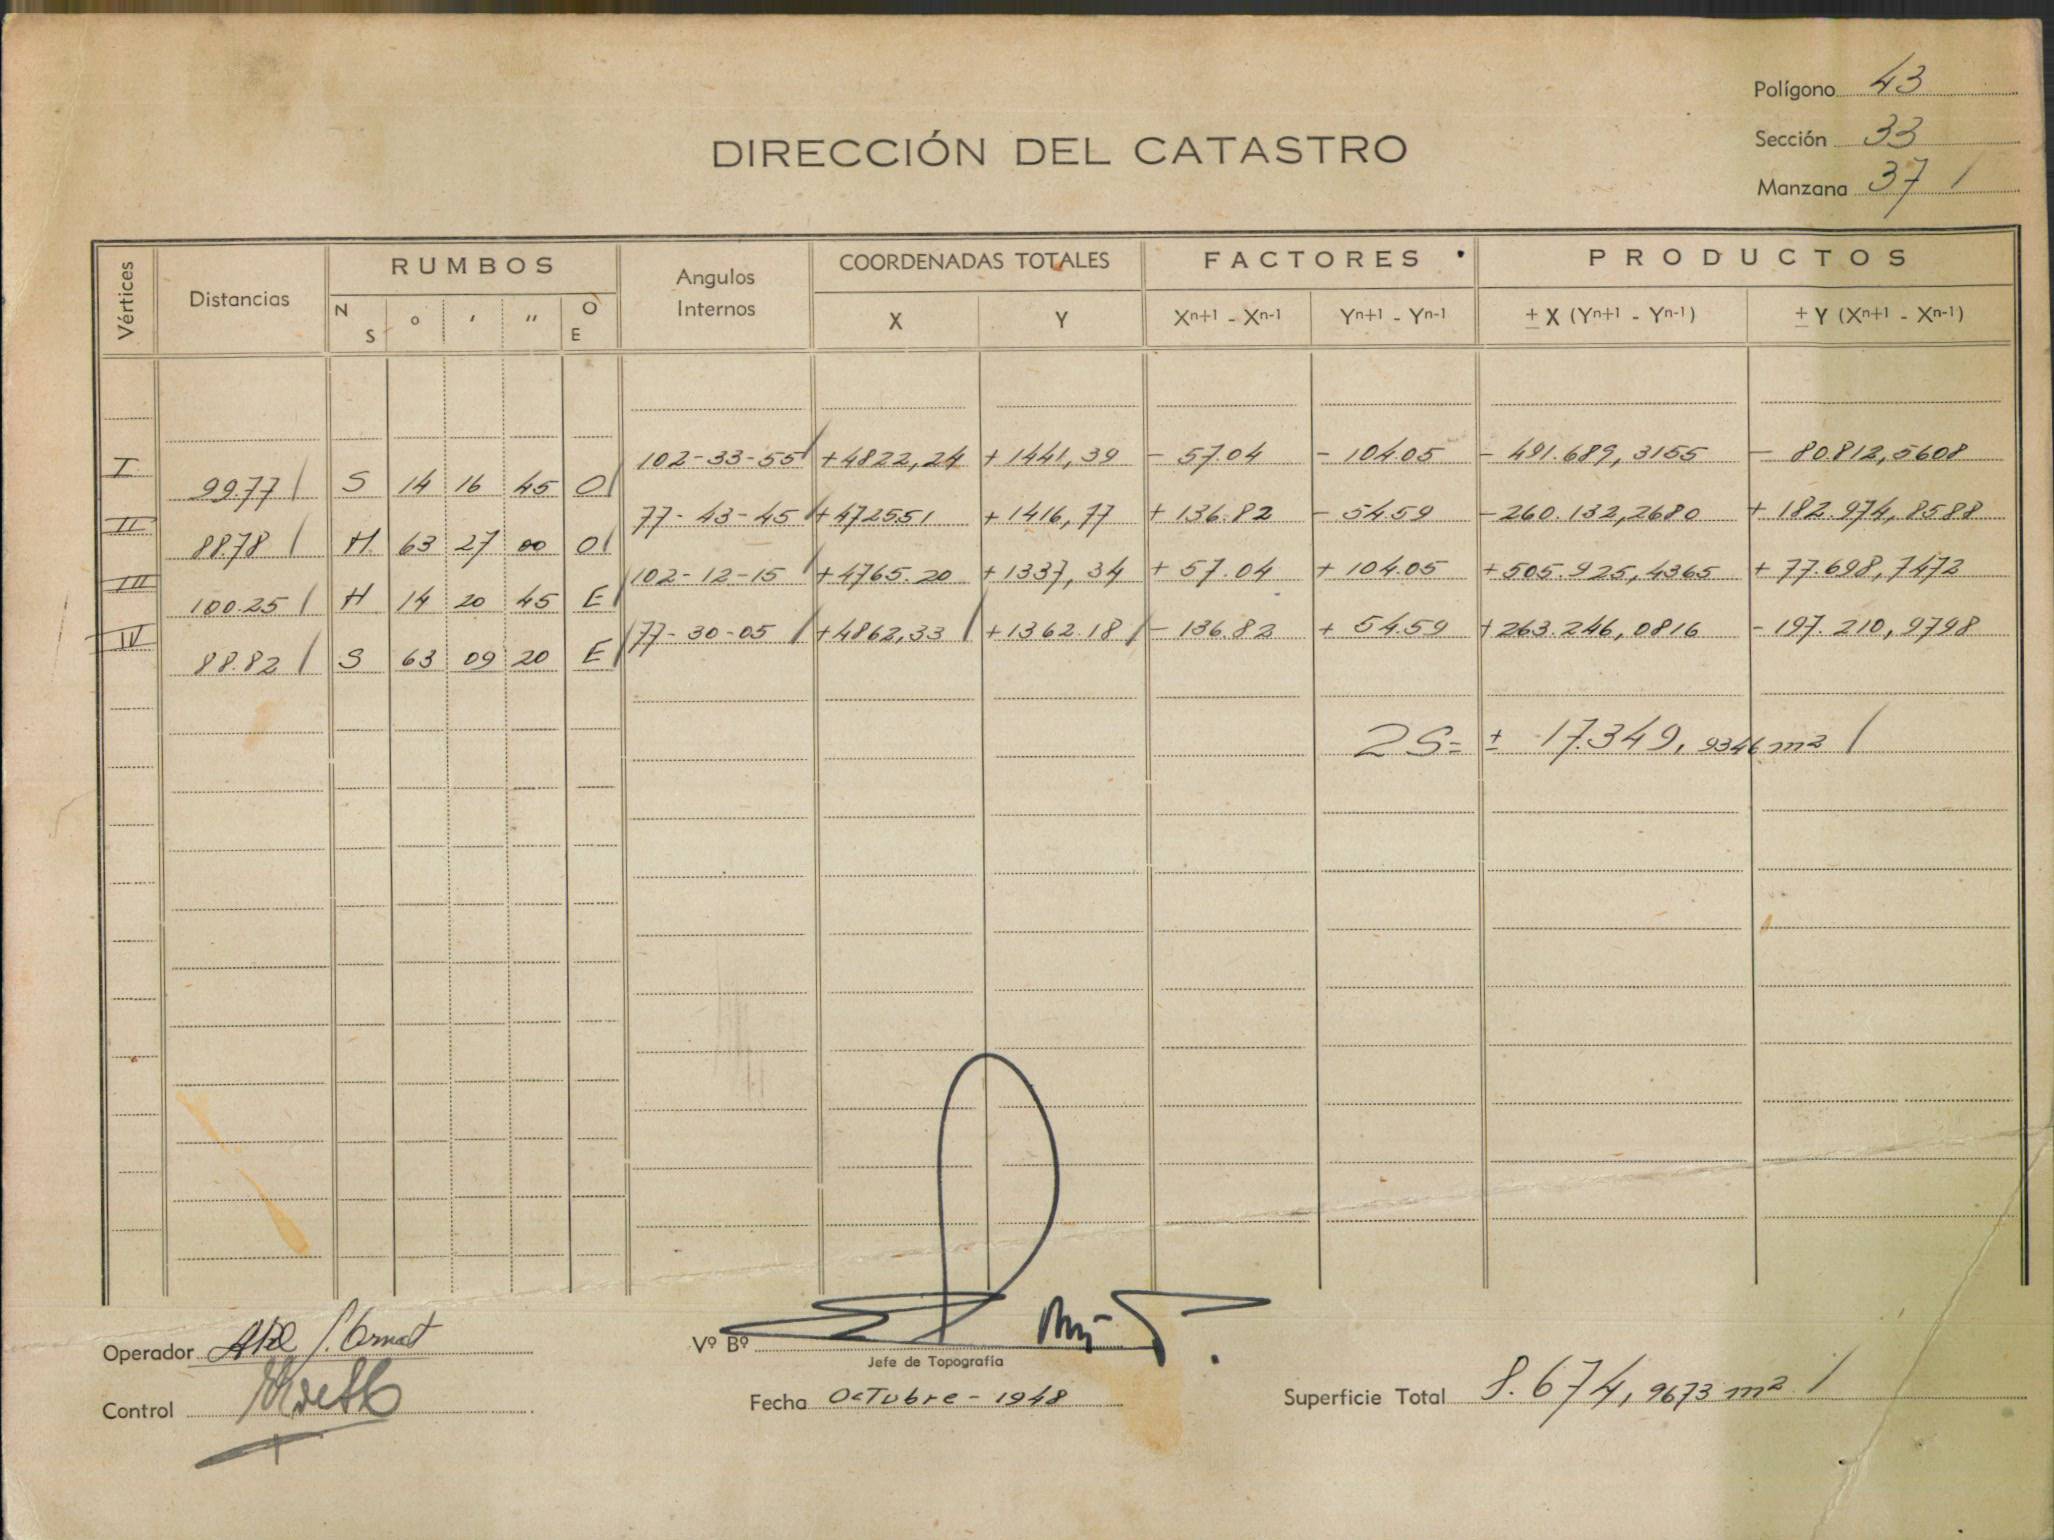 Polígono 43
Sección 33
Manzana 37 /
DIRECCIÓN DEL CATASTRO
Vértices Distancias RUMBOS Angulos Internos COORDENADAS TOTALES FACTORES PRODUCTOS
N S ° ′ ″ O E X Y Xⁿ⁺¹ - Xⁿ⁻¹ Yⁿ⁺¹ - Yⁿ⁻¹ ± X (Yⁿ⁺¹ - Yⁿ⁻¹) ± Y (Xⁿ⁺¹ - Xⁿ⁻¹)
I 102-33-55 / +4822,24 +1441,39 - 57.04 - 104.05 - 491.689,3155 - 80.812,5608
99.77 / S 14 16 45 O /
II 77-43-45 / +4725.51 +1416,77 + 136.82 - 54.59 - 260.132,2680 + 182.974,8588
88.78 / N 63 27 00 O /
III 102-12-15 / +4765.20 +1337,34 + 57.04 + 104.05 +505.925,4365 + 77.698,7472
100.25 / N 14 20 45 E /
IV 77-30-05 / +4862,33 / +1362.18 / - 136.82 + 54.59 +263.246,0816 - 197.210,9798
88.82 / S 63 09 20 E /
2S= ± 17.349,9346 m2 /
Operador
Vº Bº
Jefe de Topografía
Control
Fecha Octubre - 1948
Superficie Total 8.674,9673 m2 /